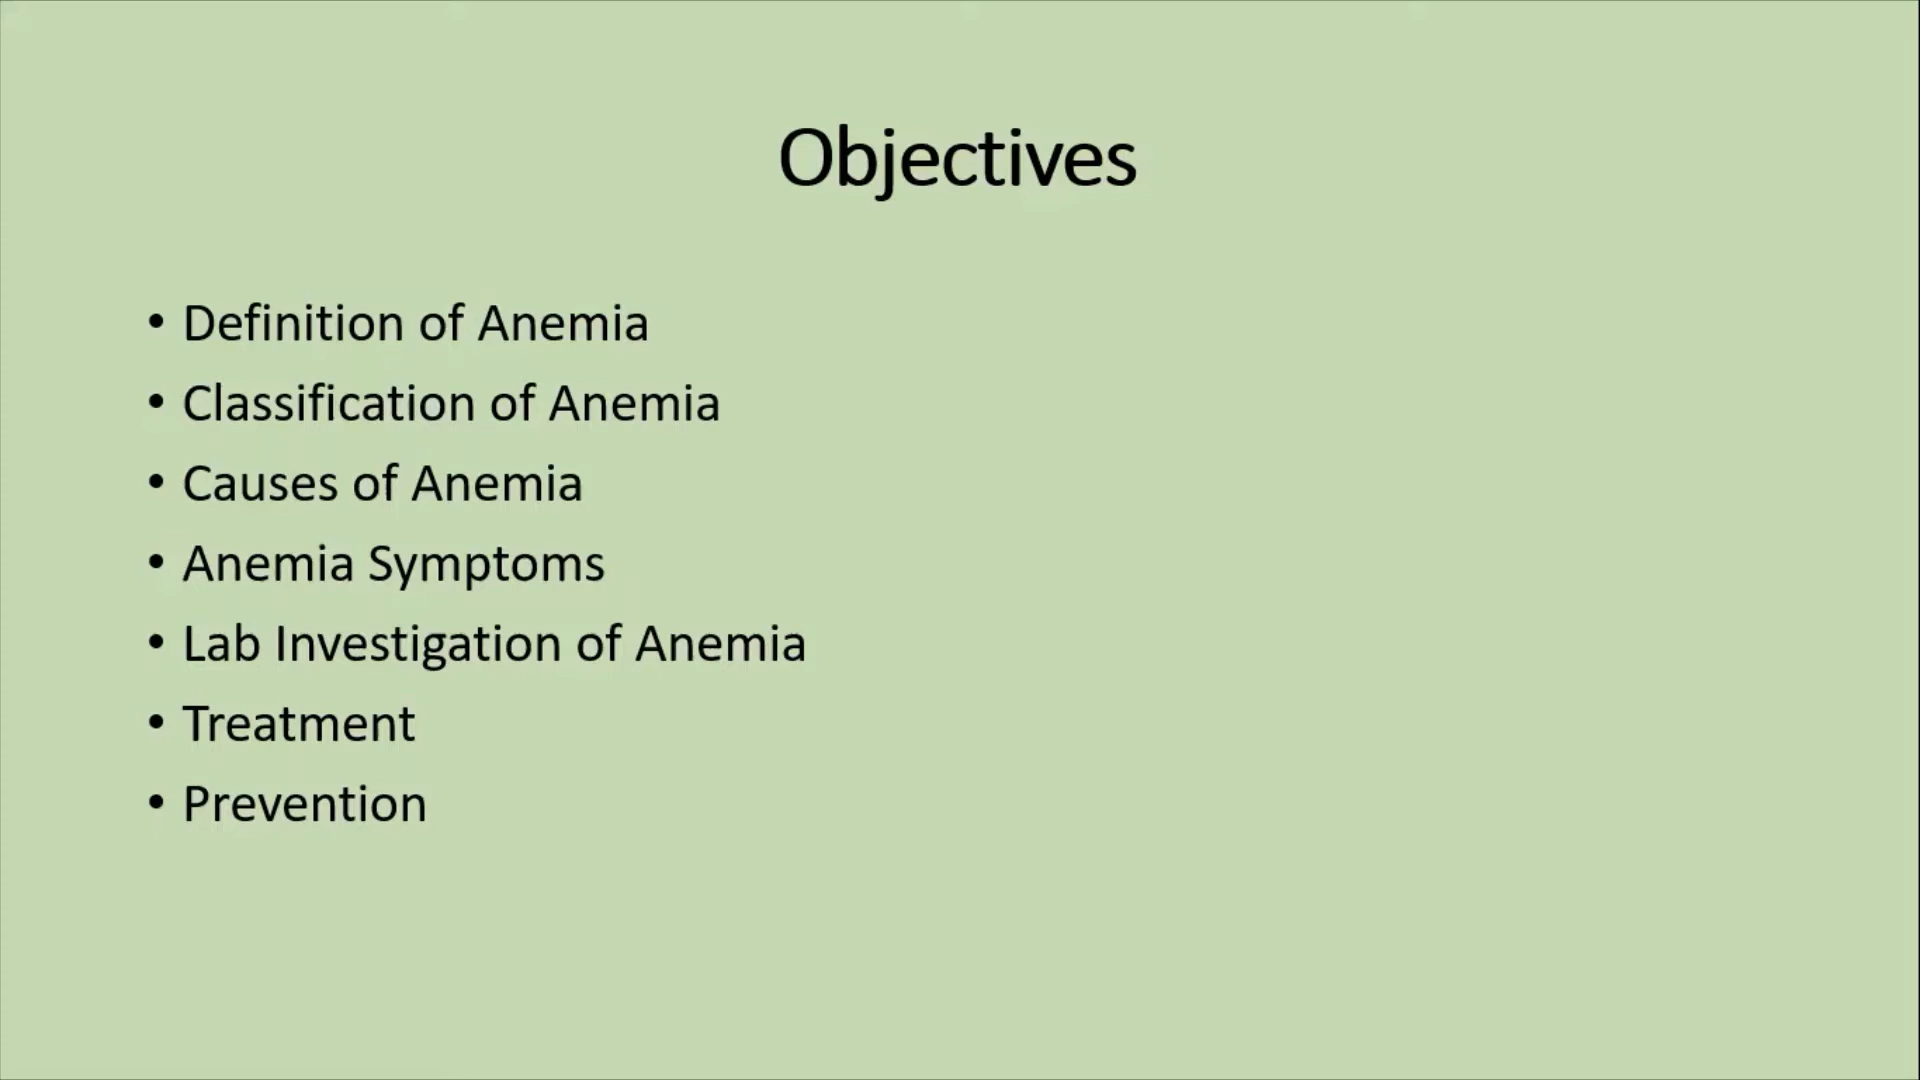 Objectives
• Definition of Anemia
• Classification of Anemia
• Causes of Anemia
• Anemia Symptoms
• Lab Investigation of Anemia
• Treatment
• Prevention